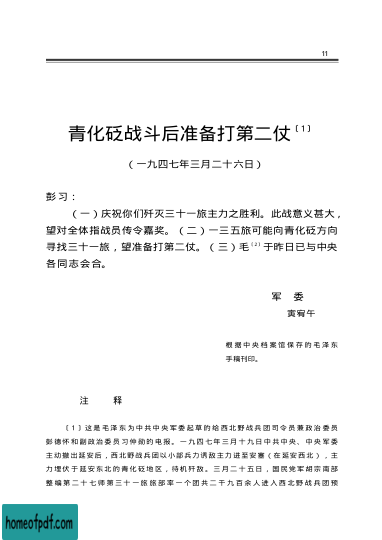 11
青化砭战斗后准备打第二仗〔1〕
（一九四七年三月二十六日）
彭习：
（一）庆祝你们歼灭三十一旅主力之胜利。此战意义甚大，
望对全体指战员传令嘉奖。（二）一三五旅可能向青化砭方向
寻找三十一旅，望准备打第二仗。（三）毛〔2〕于昨日已与中央
各同志会合。
军 委
寅宥午
根据中央档案馆保存的毛泽东
手稿刊印。
注 释
〔1〕这是毛泽东为中共中央军委起草的给西北野战兵团司令员兼政治委员
彭德怀和副政治委员习仲勋的电报。一九四七年三月十九日中共中央、中央军委
主动撤出延安后，西北野战兵团以小部兵力诱敌主力进至安塞（在延安西北），主
力埋伏于延安东北的青化砭地区，待机歼敌。三月二十五日，国民党军胡宗南部
整编第二十七师第三十一旅旅部率一个团共二千九百余人进入西北野战兵团预
homeofpdf.com